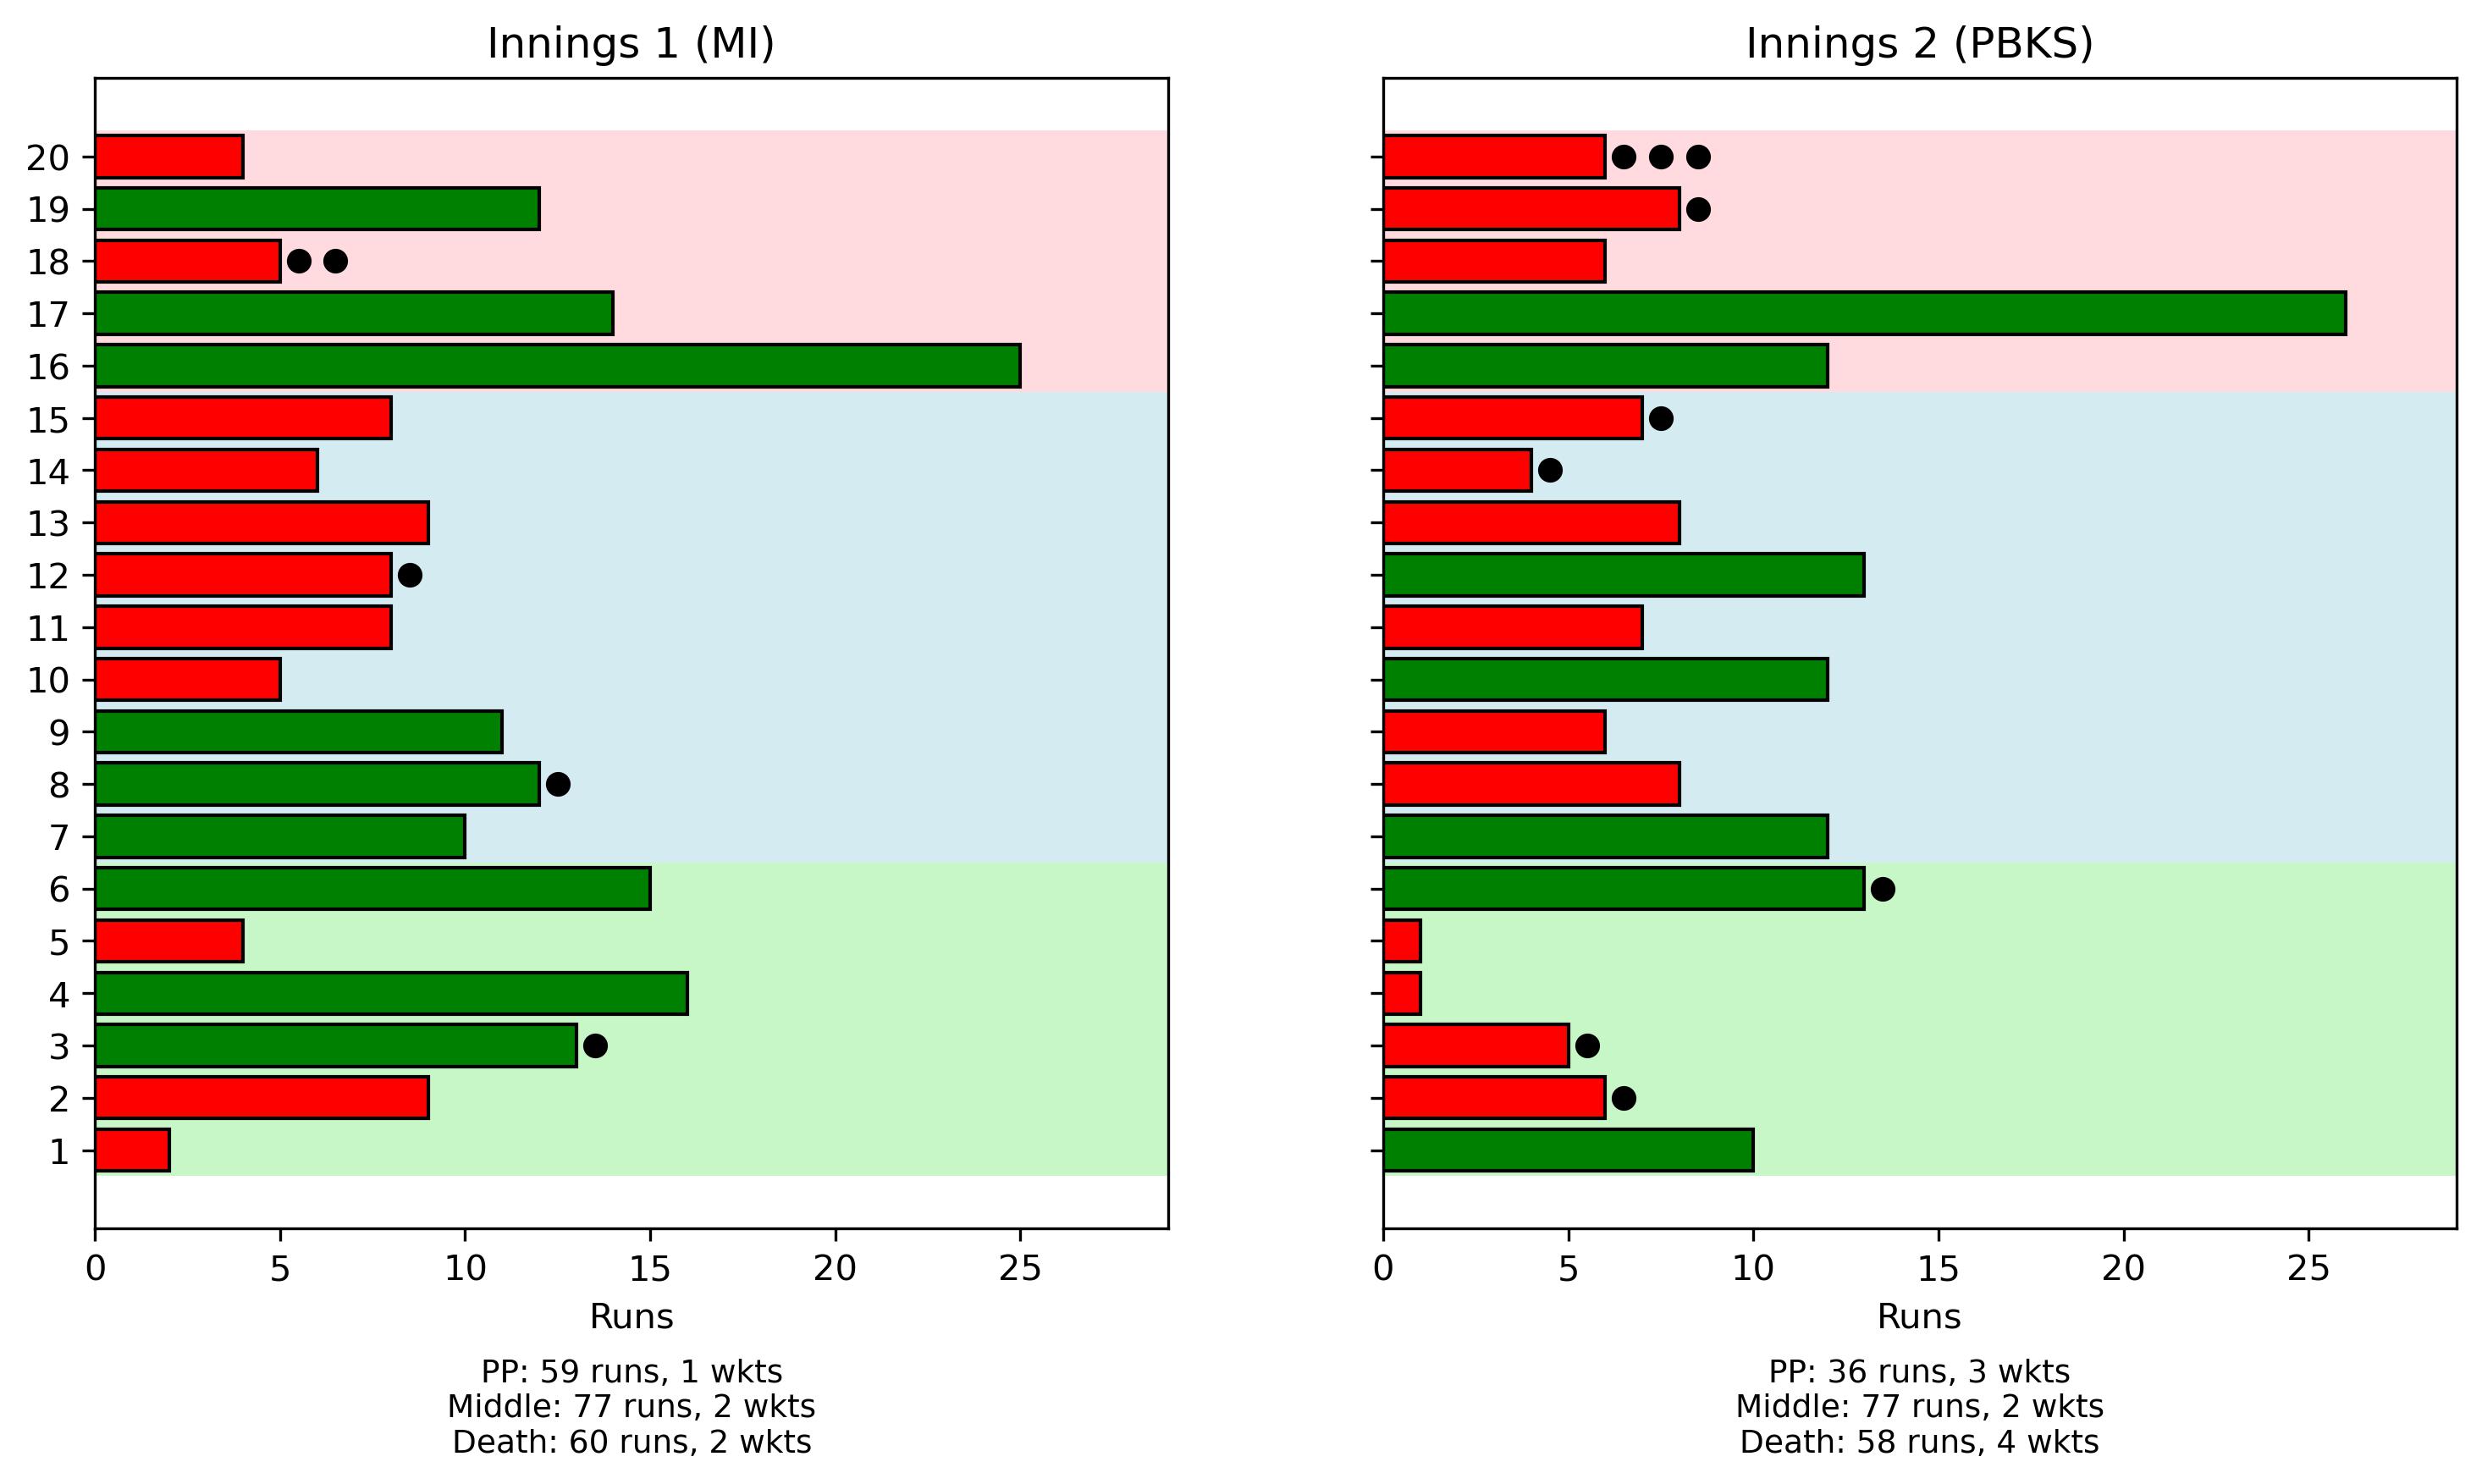 Innings 1 (MI)
20
19
18
17
16
15
14
13
12
11
10
9
8
7
6
5
4
3
2
1
0 5 10 15 20 25
Runs
PP: 59 runs, 1 wkts
Middle: 77 runs, 2 wkts
Death: 60 runs, 2 wkts
Innings 2 (PBKS)
0 5 10 15 20 25
Runs
PP: 36 runs, 3 wkts
Middle: 77 runs, 2 wkts
Death: 58 runs, 4 wkts